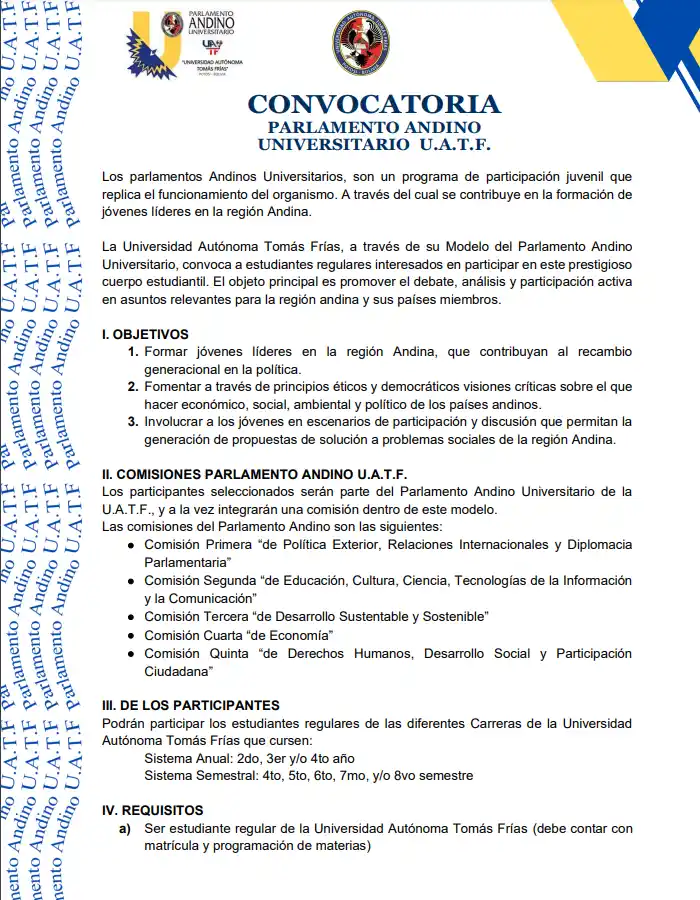 PARLAMENTO
ANDINO
UNIVERSITARIO
"UNIVERSIDAD AUTÓNOMA
TOMÁS FRÍAS"
CONVOCATORIA
PARLAMENTO ANDINO
UNIVERSITARIO U.A.T.F.
Los parlamentos Andinos Universitarios, son un programa de participación juvenil que
replica el funcionamiento del organismo. A través del cual se contribuye en la formación de
jóvenes líderes en la región Andina.
La Universidad Autónoma Tomás Frías, a través de su Modelo del Parlamento Andino
Universitario, convoca a estudiantes regulares interesados en participar en este prestigioso
cuerpo estudiantil. El objeto principal es promover el debate, análisis y participación activa
en asuntos relevantes para la región andina y sus países miembros.
I. OBJETIVOS
1. Formar jóvenes líderes en la región Andina, que contribuyan al recambio
generacional en la política.
2. Fomentar a través de principios éticos y democráticos visiones críticas sobre el que
hacer económico, social, ambiental y político de los países andinos.
3. Involucrar a los jóvenes en escenarios de participación y discusión que permitan la
generación de propuestas de solución a problemas sociales de la región Andina.
II. COMISIONES PARLAMENTO ANDINO U.A.T.F.
Los participantes seleccionados serán parte del Parlamento Andino Universitario de la
U.A.T.F., y a la vez integrarán una comisión dentro de este modelo.
Las comisiones del Parlamento Andino son las siguientes:
● Comisión Primera “de Política Exterior, Relaciones Internacionales y Diplomacia
Parlamentaria”
● Comisión Segunda “de Educación, Cultura, Ciencia, Tecnologías de la Información
y la Comunicación”
● Comisión Tercera “de Desarrollo Sustentable y Sostenible”
● Comisión Cuarta “de Economía”
● Comisión Quinta “de Derechos Humanos, Desarrollo Social y Participación
Ciudadana”
III. DE LOS PARTICIPANTES
Podrán participar los estudiantes regulares de las diferentes Carreras de la Universidad
Autónoma Tomás Frías que cursen:
Sistema Anual: 2do, 3er y/o 4to año
Sistema Semestral: 4to, 5to, 6to, 7mo, y/o 8vo semestre
IV. REQUISITOS
a) Ser estudiante regular de la Universidad Autónoma Tomás Frías (debe contar con
matrícula y programación de materias)
Parlamento Andino U.A.T.F
Parlamento Andino U.A.T.F
Parlamento Andino U.A.T.F
Parlamento Andino U.A.T.F